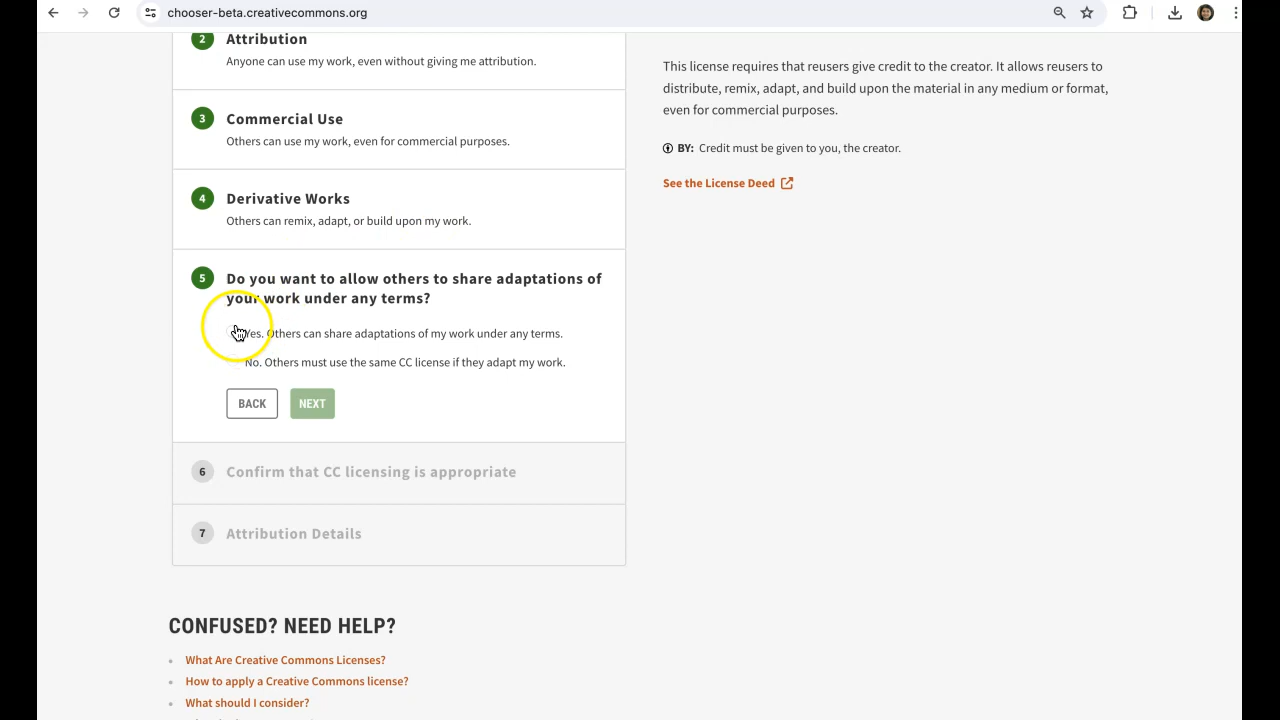 chooser-beta.creativecommons.org
2 Attribution
Anyone can use my work, even without giving me attribution.
3 Commercial Use
Others can use my work, even for commercial purposes.
4 Derivative Works
Others can remix, adapt, or build upon my work.
5 Do you want to allow others to share adaptations of
your work under any terms?
Yes. Others can share adaptations of my work under any terms.
No. Others must use the same CC license if they adapt my work.
BACK NEXT
6 Confirm that CC licensing is appropriate
7 Attribution Details
This license requires that reusers give credit to the creator. It allows reusers to
distribute, remix, adapt, and build upon the material in any medium or format,
even for commercial purposes.
BY: Credit must be given to you, the creator.
See the License Deed
CONFUSED? NEED HELP?
What Are Creative Commons Licenses?
How to apply a Creative Commons license?
What should I consider?